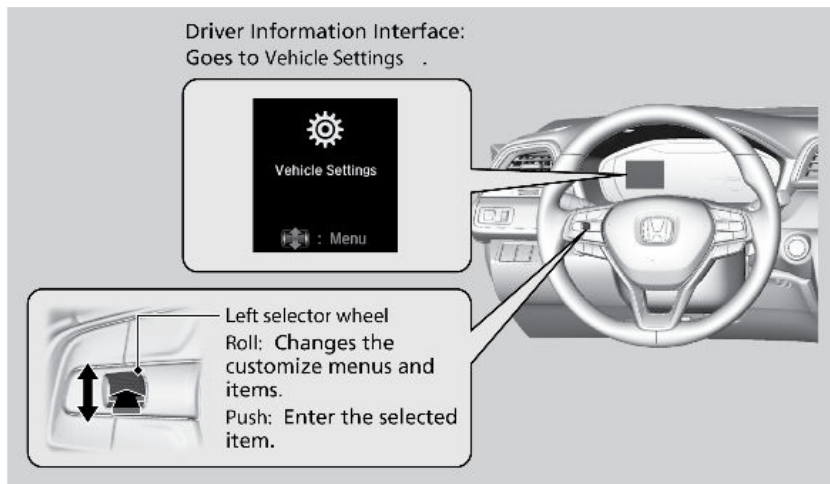 Driver Information Interface:
Goes to Vehicle Settings .
Vehicle Settings
: Menu
Left selector wheel
Roll: Changes the
customize menus and
items.
Push: Enter the selected
item.